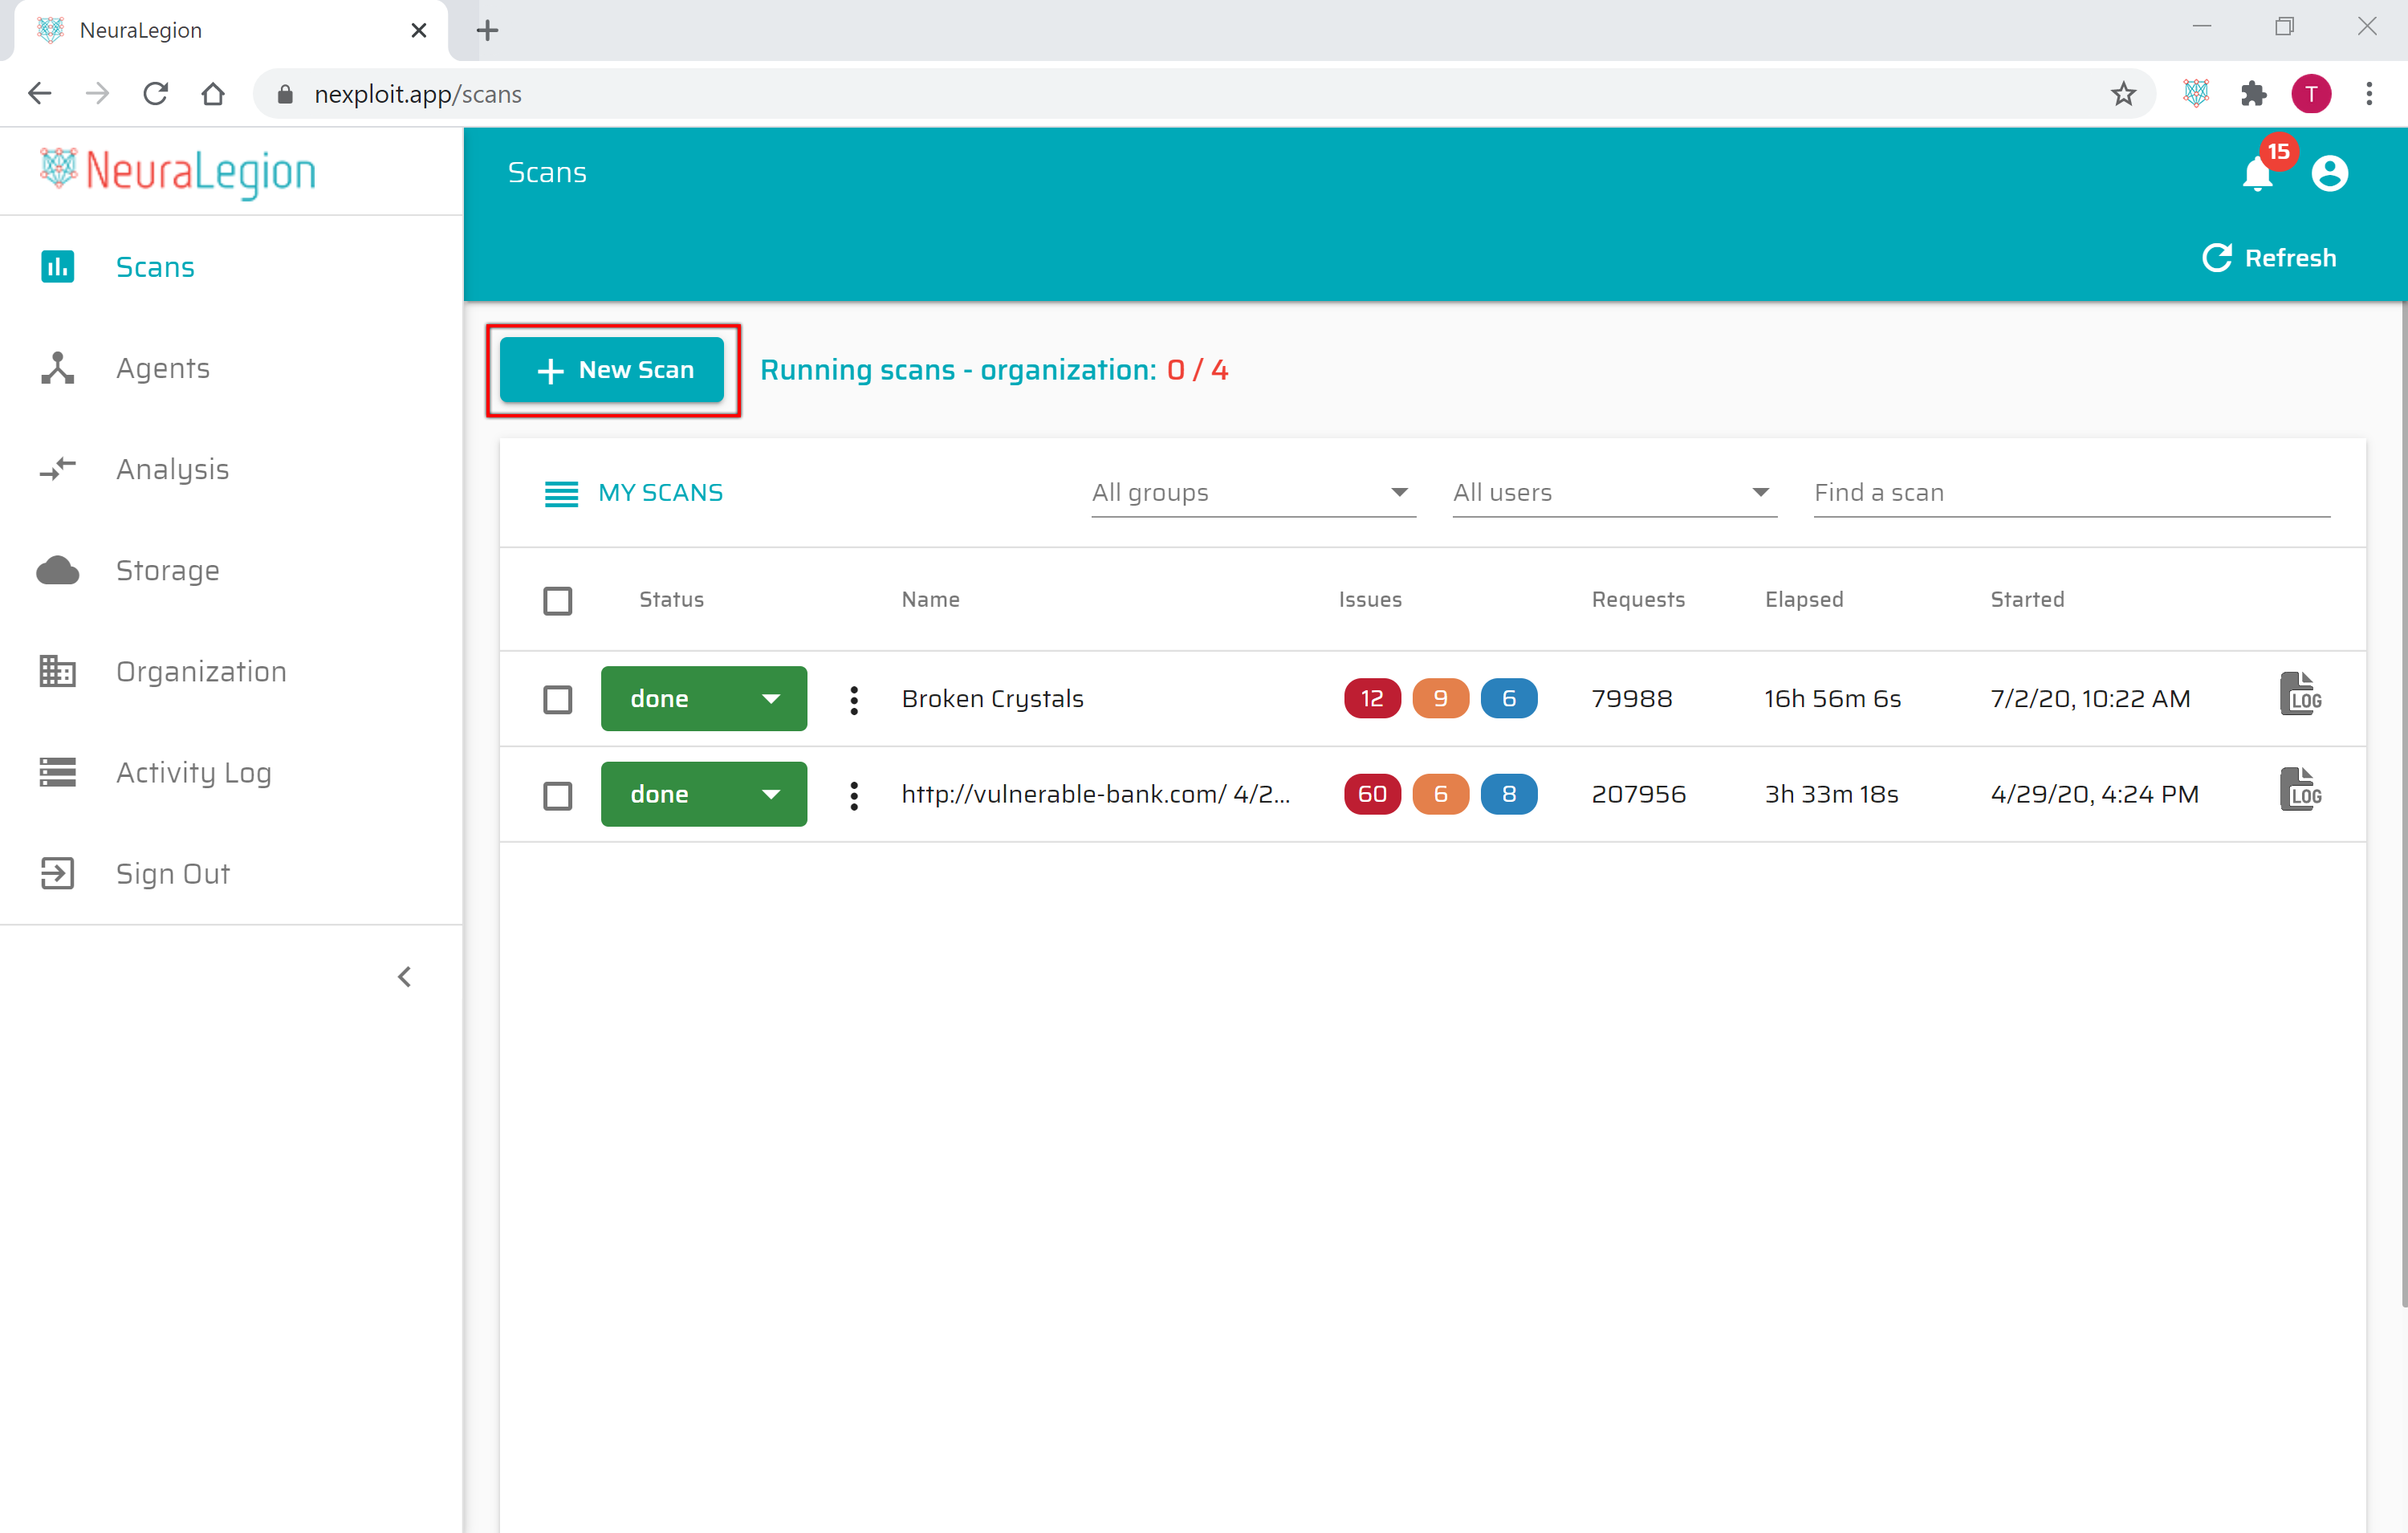 NeuraLegion
nexploit.app/scans
T
NeuraLegion
Scans
15
Refresh
Scans
Agents
Analysis
Storage
Organization
Activity Log
Sign Out
New Scan
Running scans - organization: 0 / 4
MY SCANS
All groups
All users
Find a scan
Status Name Issues Requests Elapsed Started
done Broken Crystals 12 9 6 79988 16h 56m 6s 7/2/20, 10:22 AM LOG
done http://vulnerable-bank.com/ 4/2... 60 6 8 207956 3h 33m 18s 4/29/20, 4:24 PM LOG